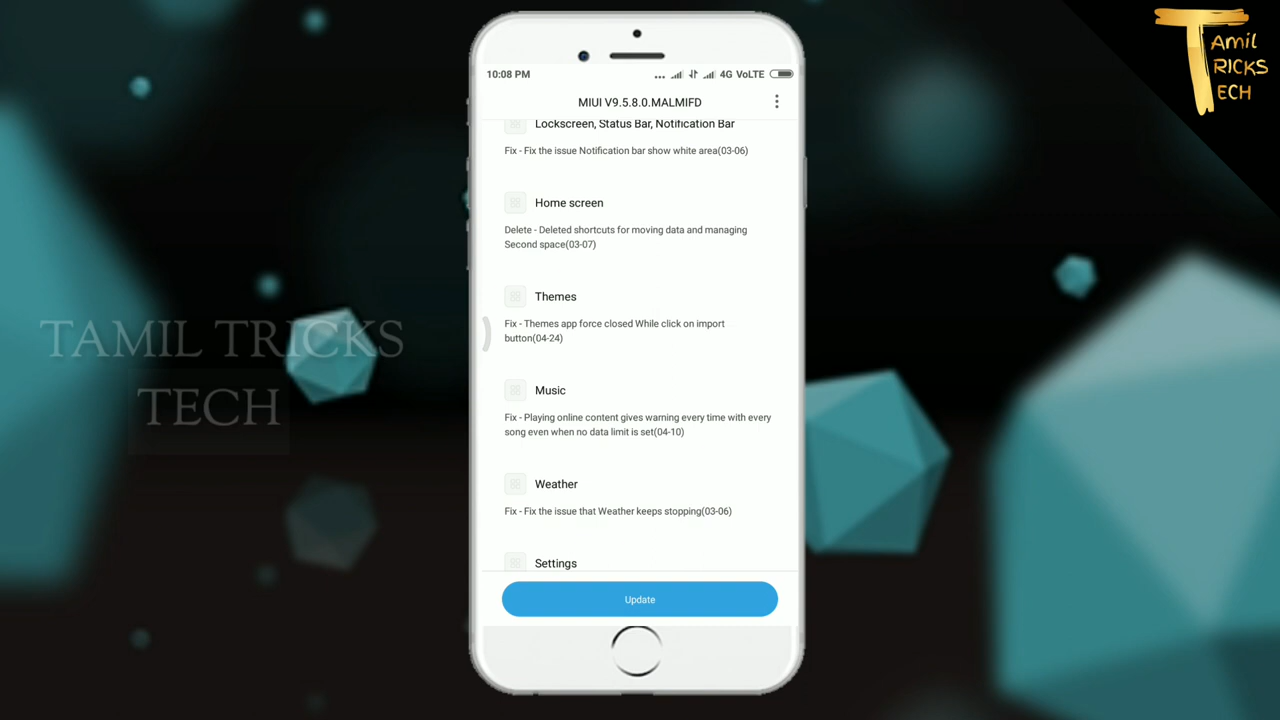 TAMIL TRICKS
TECH
10:08 PM
4G VoLTE
MIUI V9.5.8.0.MALMIFD
Lockscreen, Status Bar, Notification Bar
Fix - Fix the issue Notification bar show white area(03-06)
Home screen
Delete - Deleted shortcuts for moving data and managing
Second space(03-07)
Themes
Fix - Themes app force closed While click on import
button(04-24)
Music
Fix - Playing online content gives warning every time with every
song even when no data limit is set(04-10)
Weather
Fix - Fix the issue that Weather keeps stopping(03-06)
Settings
Update
TAmil
TRICKS
TECH